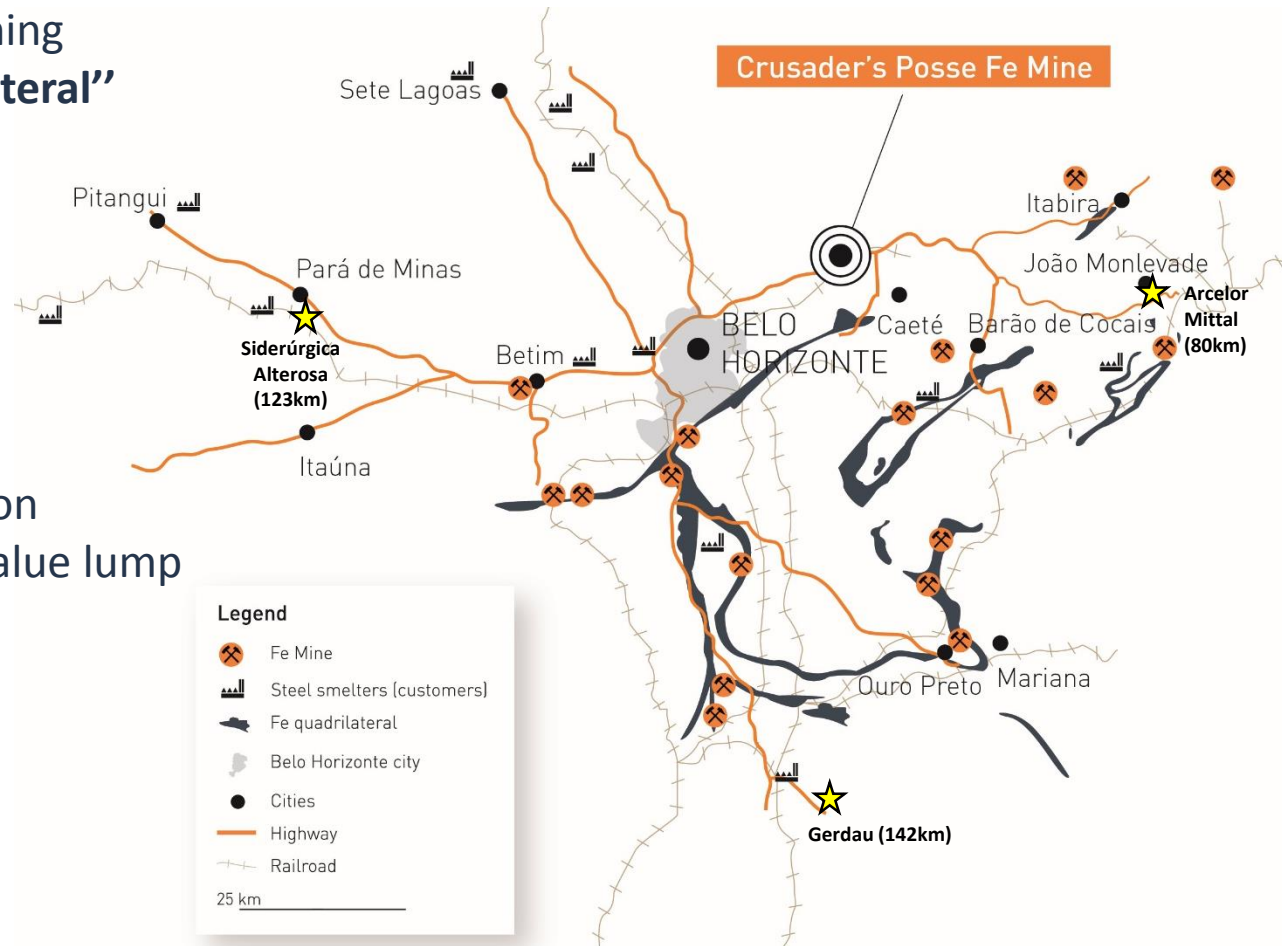 ning
teral’’
on
alue lump
Crusader's Posse Fe Mine
Sete Lagoas
Pitangui
Pará de Minas
Siderúrgica
Alterosa
(123km)
Betim
Itaúna
BELO
HORIZONTE
Caeté
Barão de Cocais
Itabira
João Monlevade
Arcelor
Mittal
(80km)
Ouro Preto
Mariana
Gerdau (142km)
Legend
Fe Mine
Steel smelters (customers)
Fe quadrilateral
Belo Horizonte city
Cities
Highway
Railroad
25 km